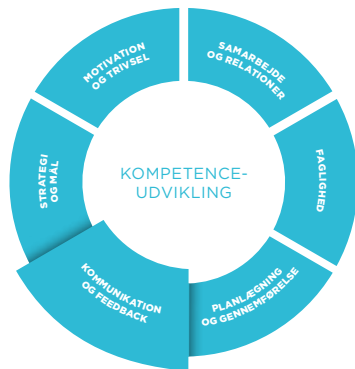 MOTIVATION
OG TRIVSEL
SAMARBEJDE
OG RELATIONER
FAGLIGHED
PLANLÆGNING
OG GENNEMFØRELSE
KOMMUNIKATION
OG FEEDBACK
STRATEGI
OG MÅL
KOMPETENCE-
UDVIKLING